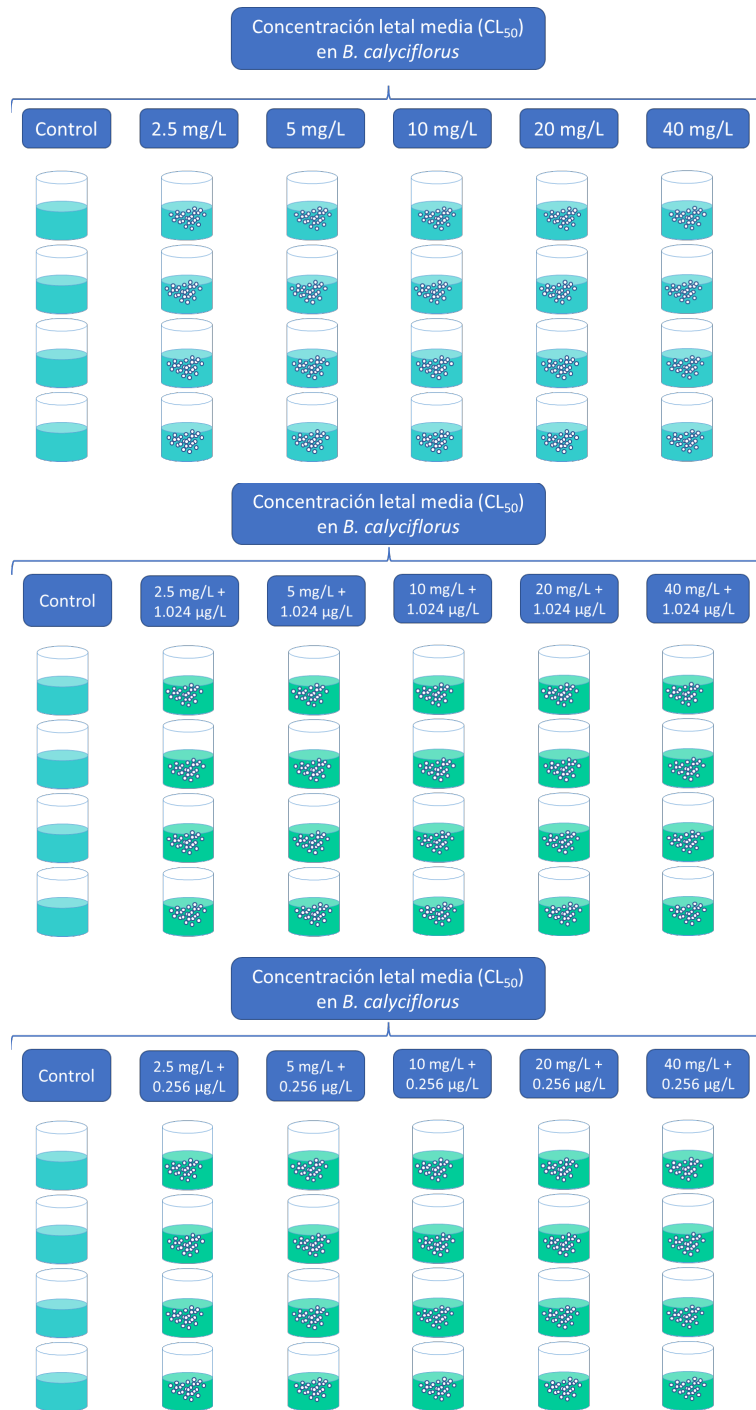 Concentración letal media (CL₅₀)
en B. calyciflorus
Control
2.5 mg/L
5 mg/L
10 mg/L
20 mg/L
40 mg/L
Concentración letal media (CL₅₀)
en B. calyciflorus
Control
2.5 mg/L +
1.024 µg/L
5 mg/L +
1.024 µg/L
10 mg/L +
1.024 µg/L
20 mg/L +
1.024 µg/L
40 mg/L +
1.024 µg/L
Concentración letal media (CL₅₀)
en B. calyciflorus
Control
2.5 mg/L +
0.256 µg/L
5 mg/L +
0.256 µg/L
10 mg/L +
0.256 µg/L
20 mg/L +
0.256 µg/L
40 mg/L +
0.256 µg/L